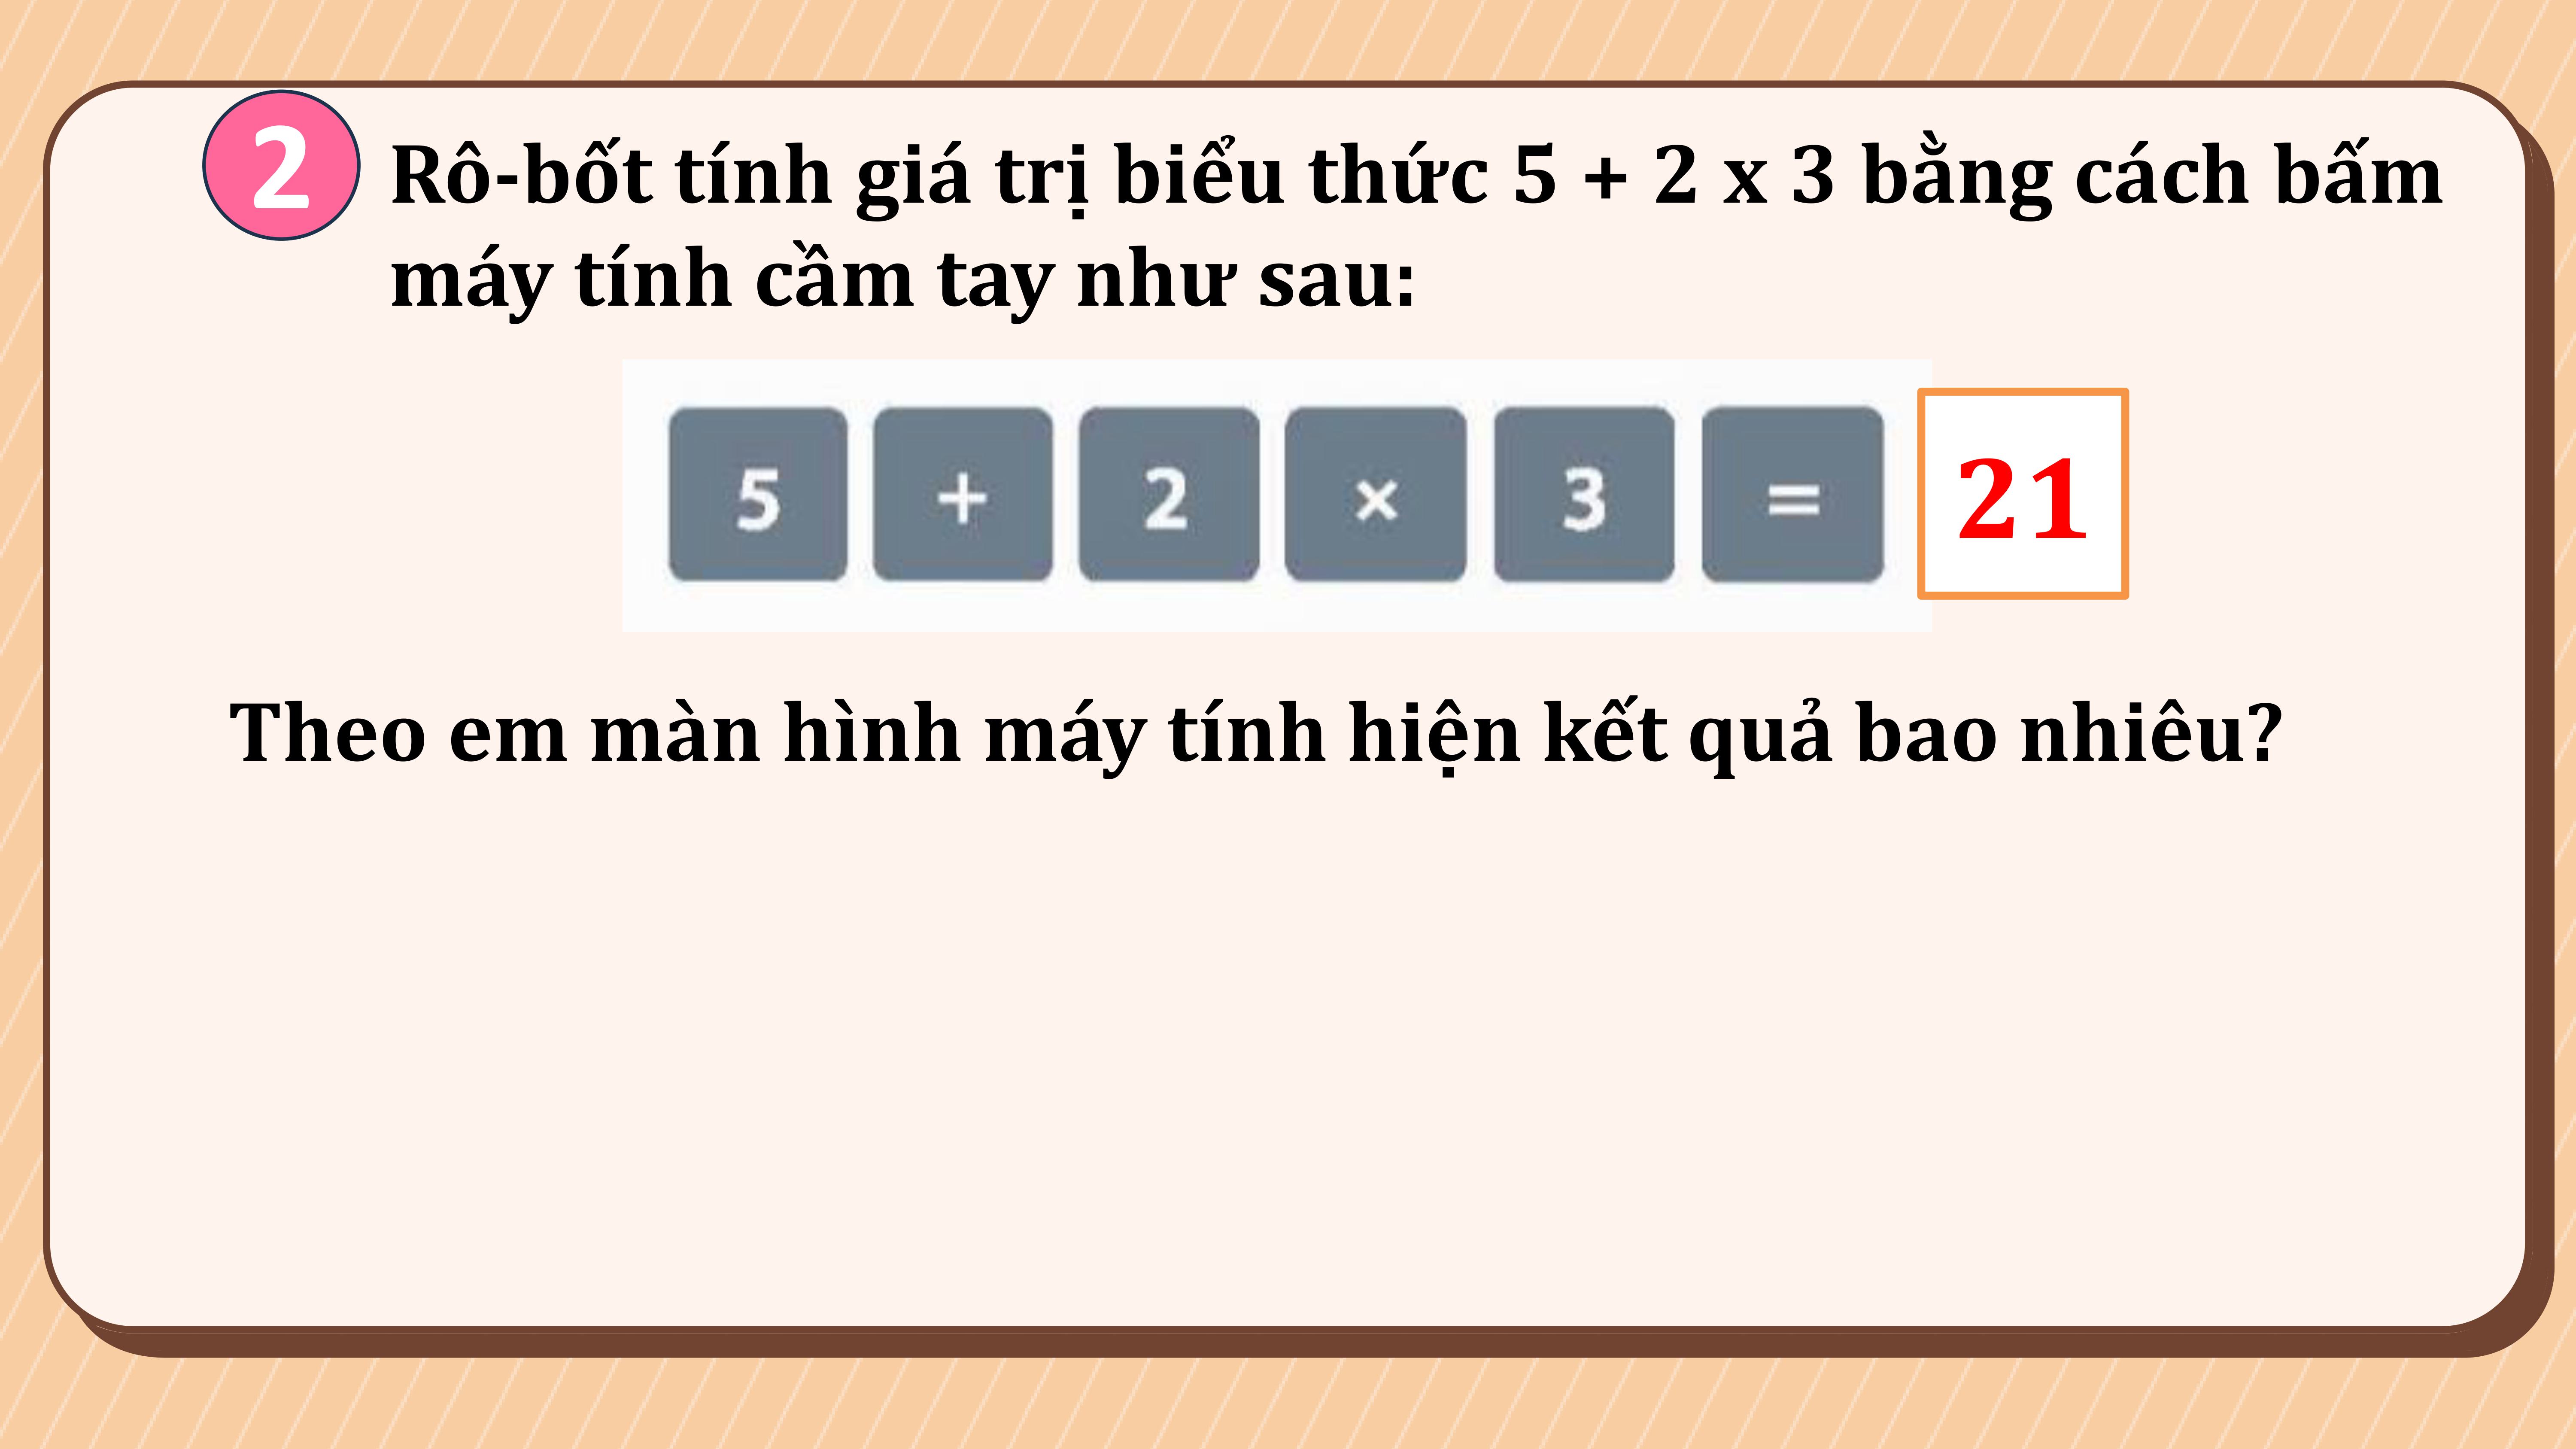 2
Rô-bốt tính giá trị biểu thức 5 + 2 x 3 bằng cách bấm
máy tính cầm tay như sau:
5 + 2 × 3 = 21
Theo em màn hình máy tính hiện kết quả bao nhiêu?